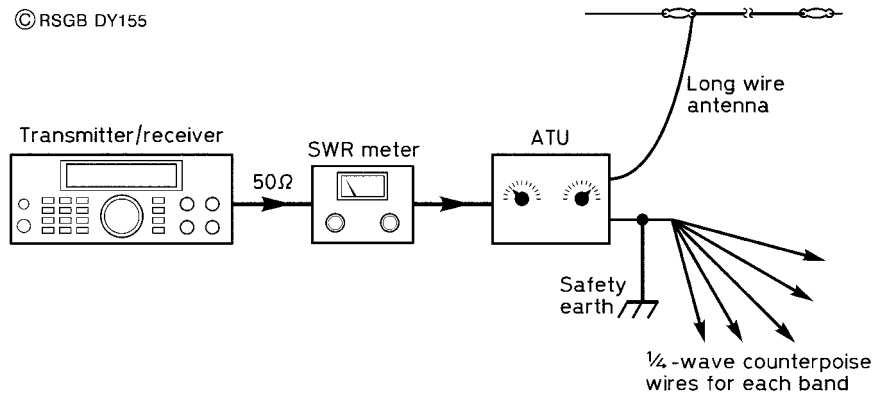 © RSGB DY155
Long wire
antenna
Transmitter/receiver
SWR meter
ATU
50Ω
Safety
earth
¼-wave counterpoise
wires for each band